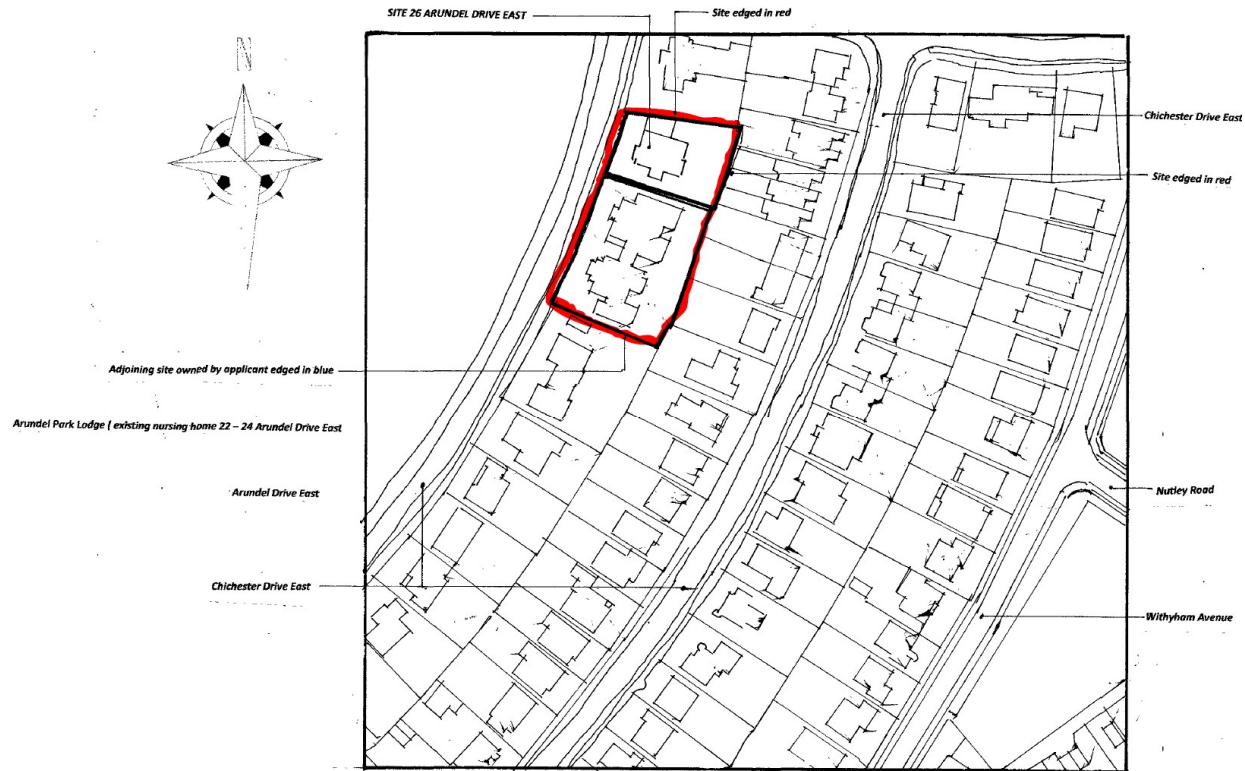 SITE 26 ARUNDEL DRIVE EAST
Site edged in red
N
Chichester Drive East
Site edged in red
Adjoining site owned by applicant edged in blue
Arundel Park Lodge ( existing nursing home 22 – 24 Arundel Drive East
Arundel Drive East
Nutley Road
Chichester Drive East
Withyham Avenue